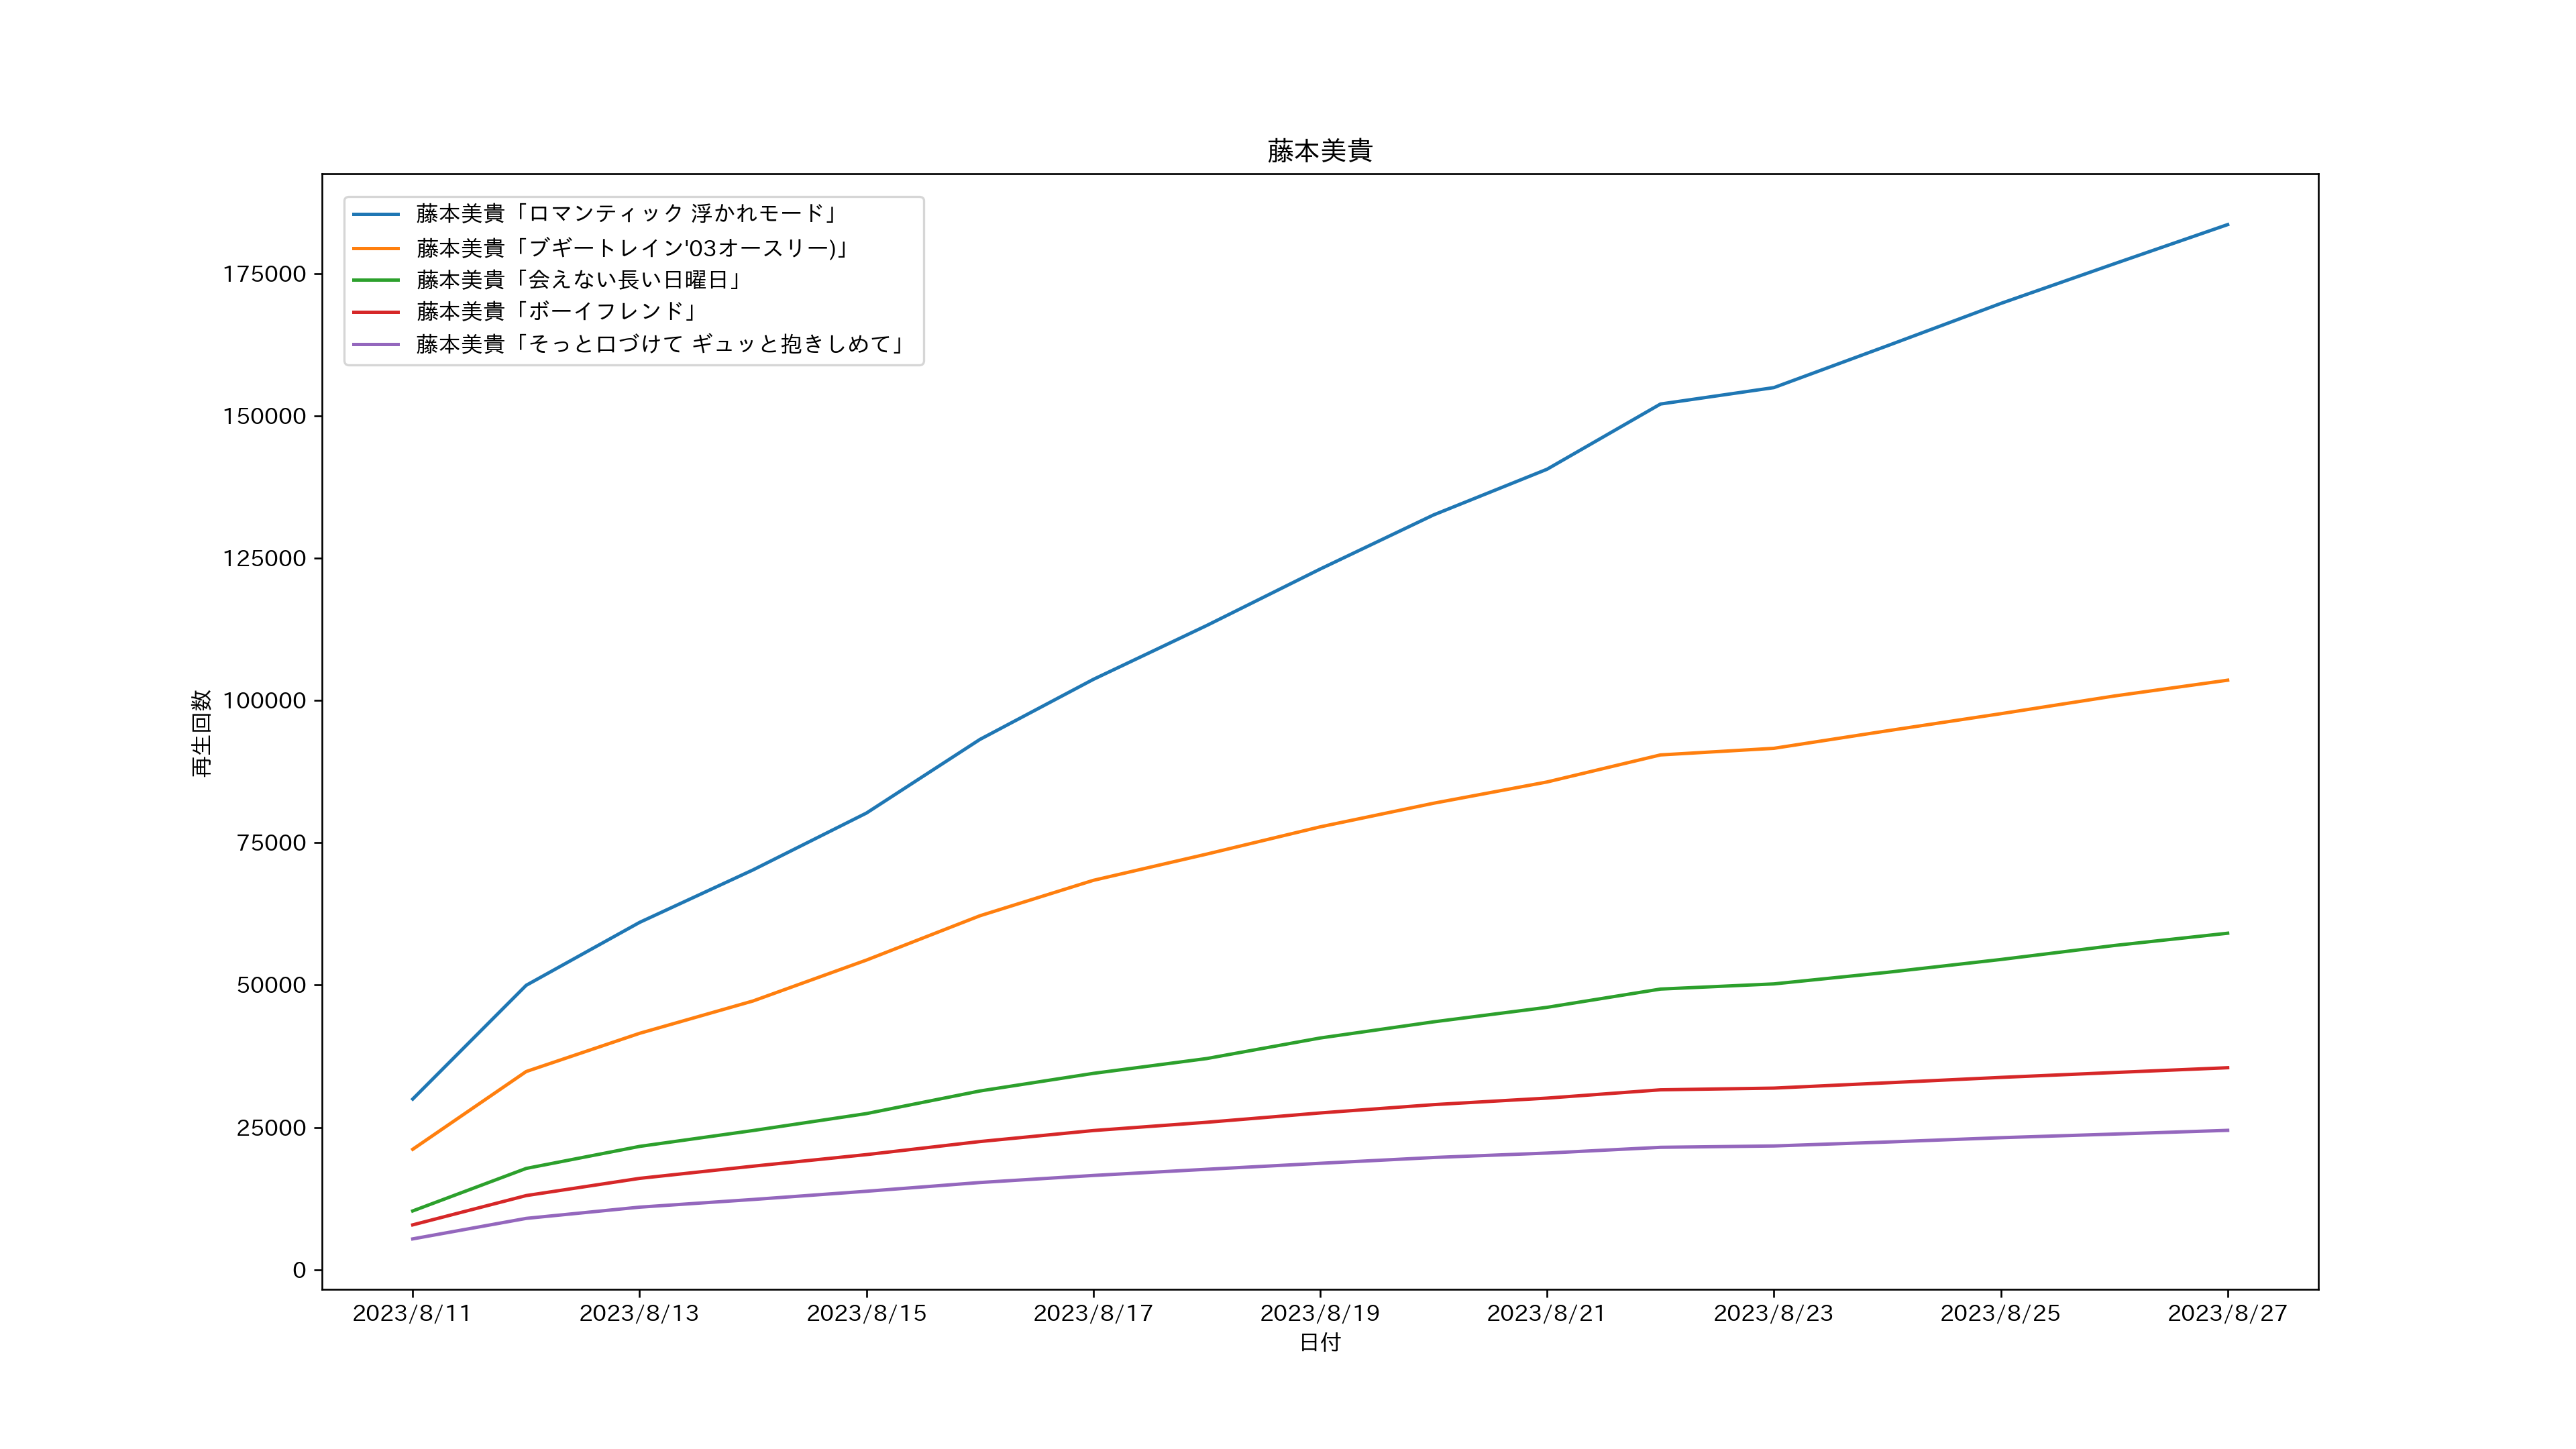 藤本美貴
藤本美貴「ロマンティック 浮かれモード」
藤本美貴「ブギートレイン'03オースリー)」
藤本美貴「会えない長い日曜日」
藤本美貴「ボーイフレンド」
藤本美貴「そっと口づけて ギュッと抱きしめて」
175000
150000
125000
100000
75000
50000
25000
0
再生回数
2023/8/11 2023/8/13 2023/8/15 2023/8/17 2023/8/19 2023/8/21 2023/8/23 2023/8/25 2023/8/27
日付